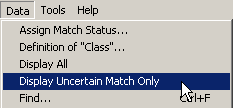 Data Tools Help
Assign Match Status...
Definition of "Class"...
Display All
Display Uncertain Match Only
Find... Ctrl+F